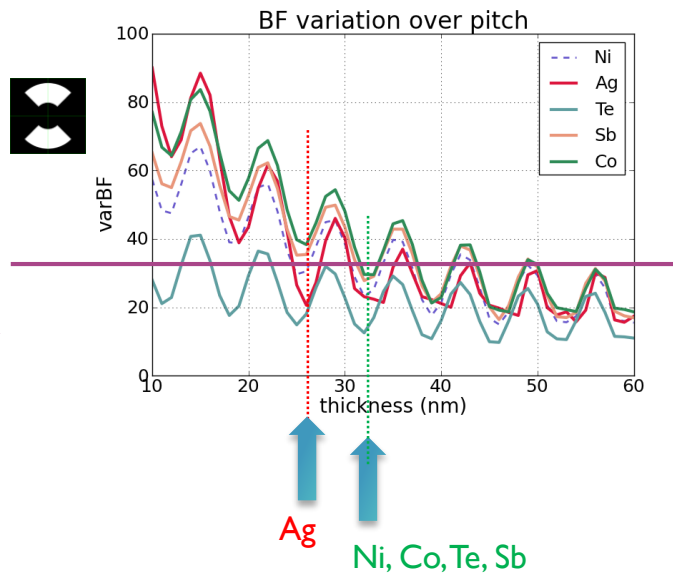 BF variation over pitch
100
80
60
40
20
0
varBF
Ni
Ag
Te
Sb
Co
10
20
30
40
50
60
thickness (nm)
Ag
Ni, Co, Te, Sb